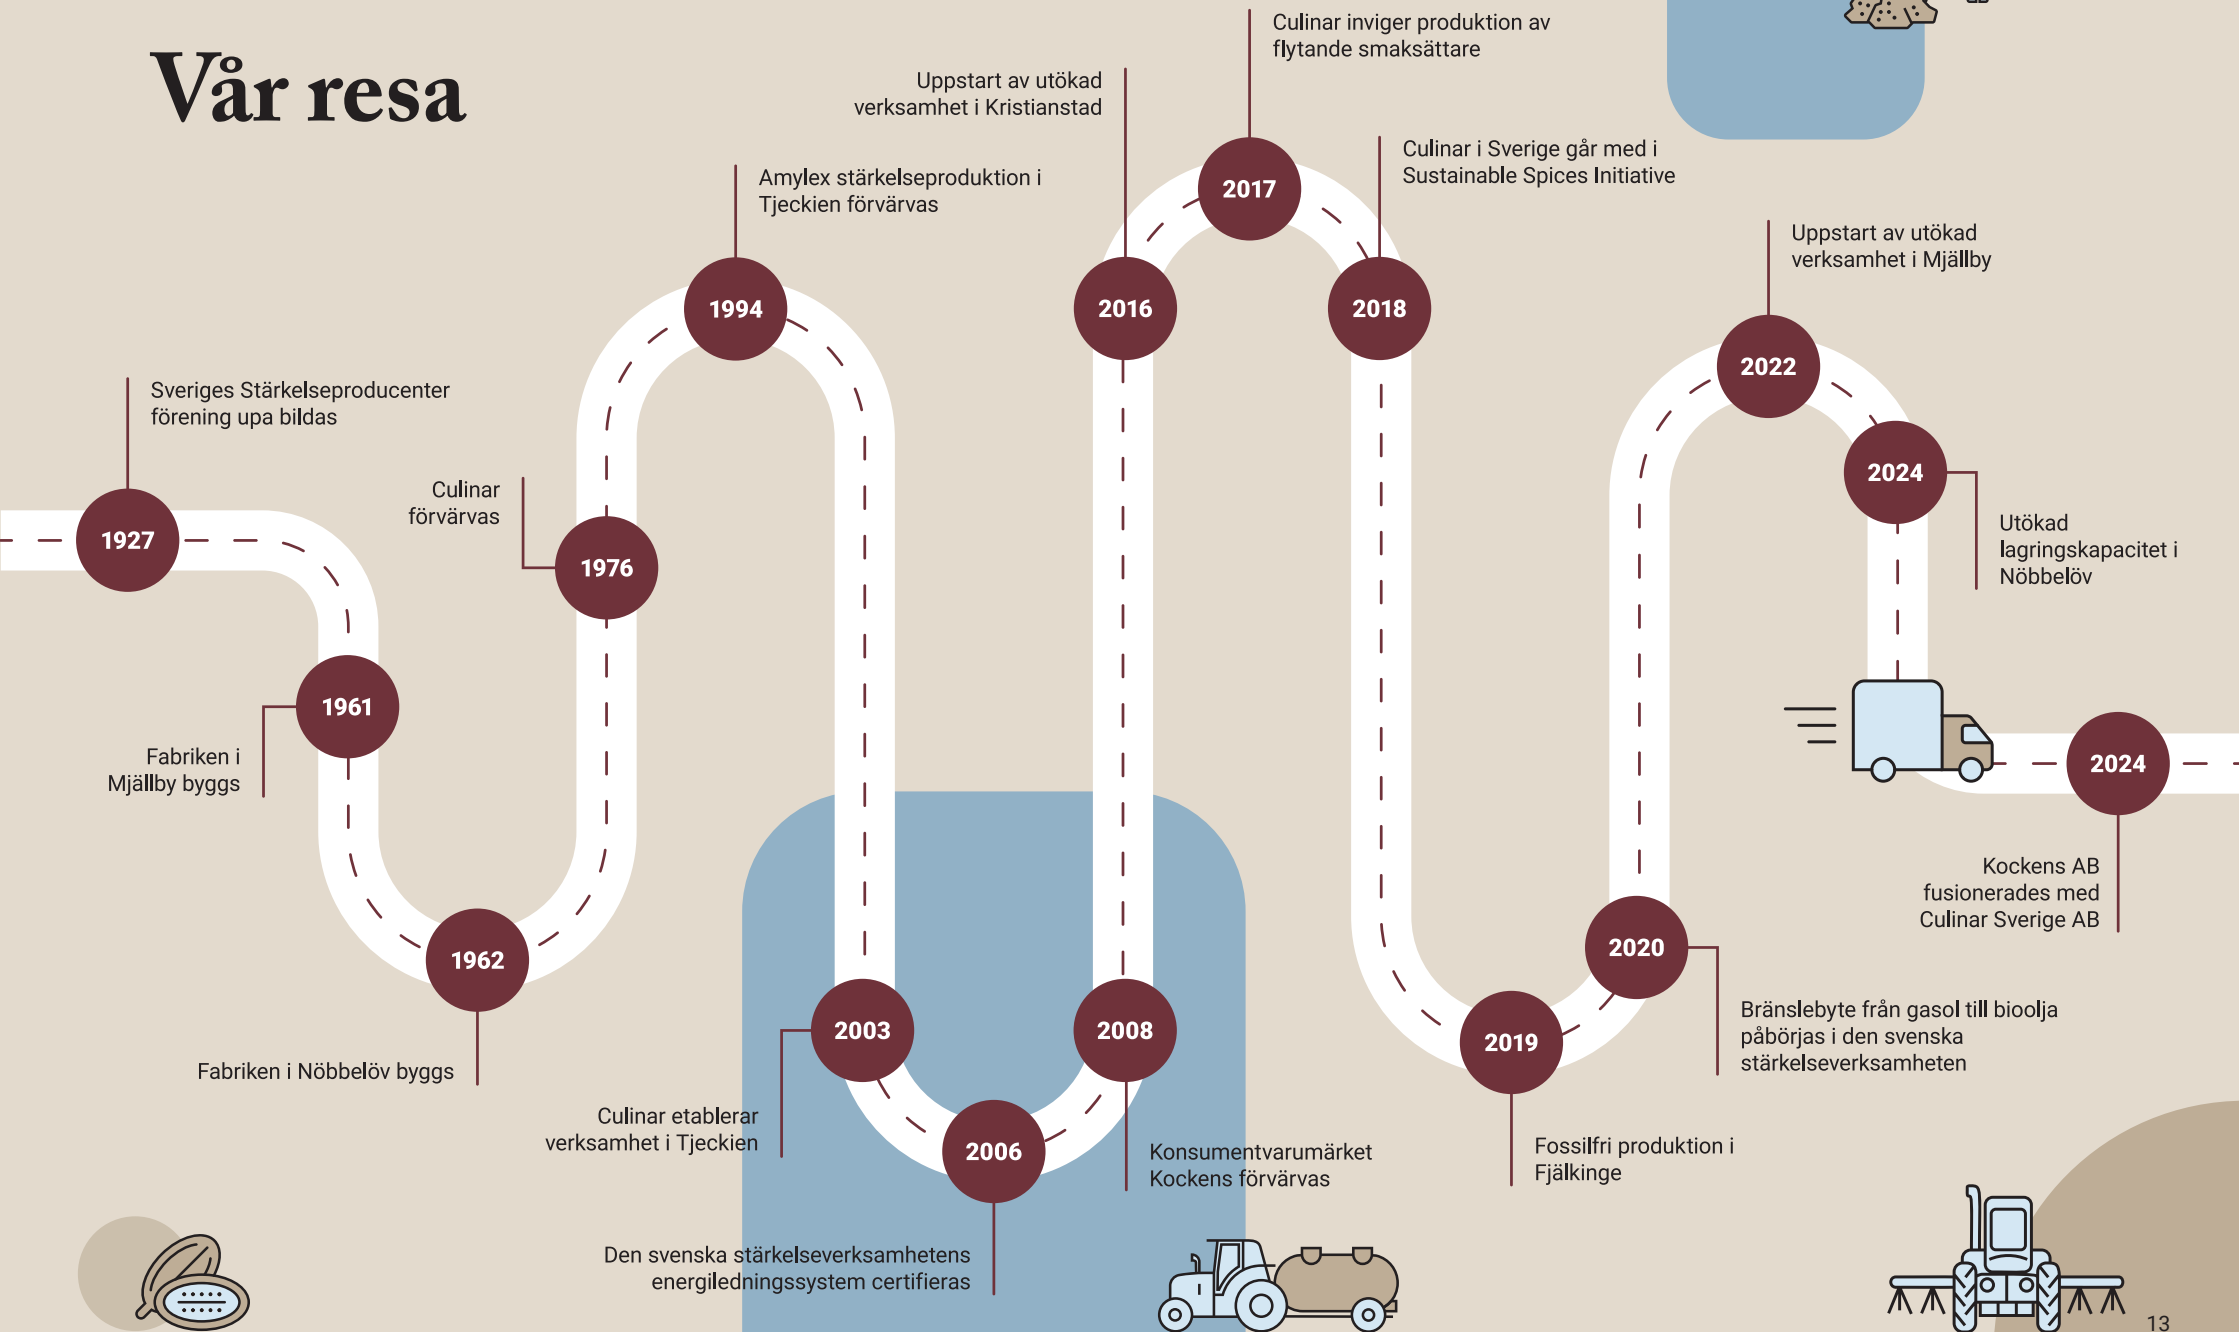 Vår resa
1927
Sveriges Stärkelseproducenter
förening upa bildas
1961
Fabriken i
Mjällby byggs
1962
Fabriken i Nöbbelöv byggs
1976
Culinar
förvärvas
1994
Amylex stärkelseproduktion i
Tjeckien förvärvas
2003
Culinar etablerar
verksamhet i Tjeckien
2006
Den svenska stärkelseverksamhetens
energiledningssystem certifieras
2008
Konsumentvarumärket
Kockens förvärvas
2016
Uppstart av utökad
verksamhet i Kristianstad
2017
Culinar inviger produktion av
flytande smaksättare
2018
Culinar i Sverige går med i
Sustainable Spices Initiative
2019
Fossilfri produktion i
Fjälkinge
2020
Bränslebyte från gasol till bioolja
påbörjas i den svenska
stärkelseverksamheten
2022
Uppstart av utökad
verksamhet i Mjällby
2024
Utökad
lagringskapacitet i
Nöbbelöv
2024
Kockens AB
fusionerades med
Culinar Sverige AB
13